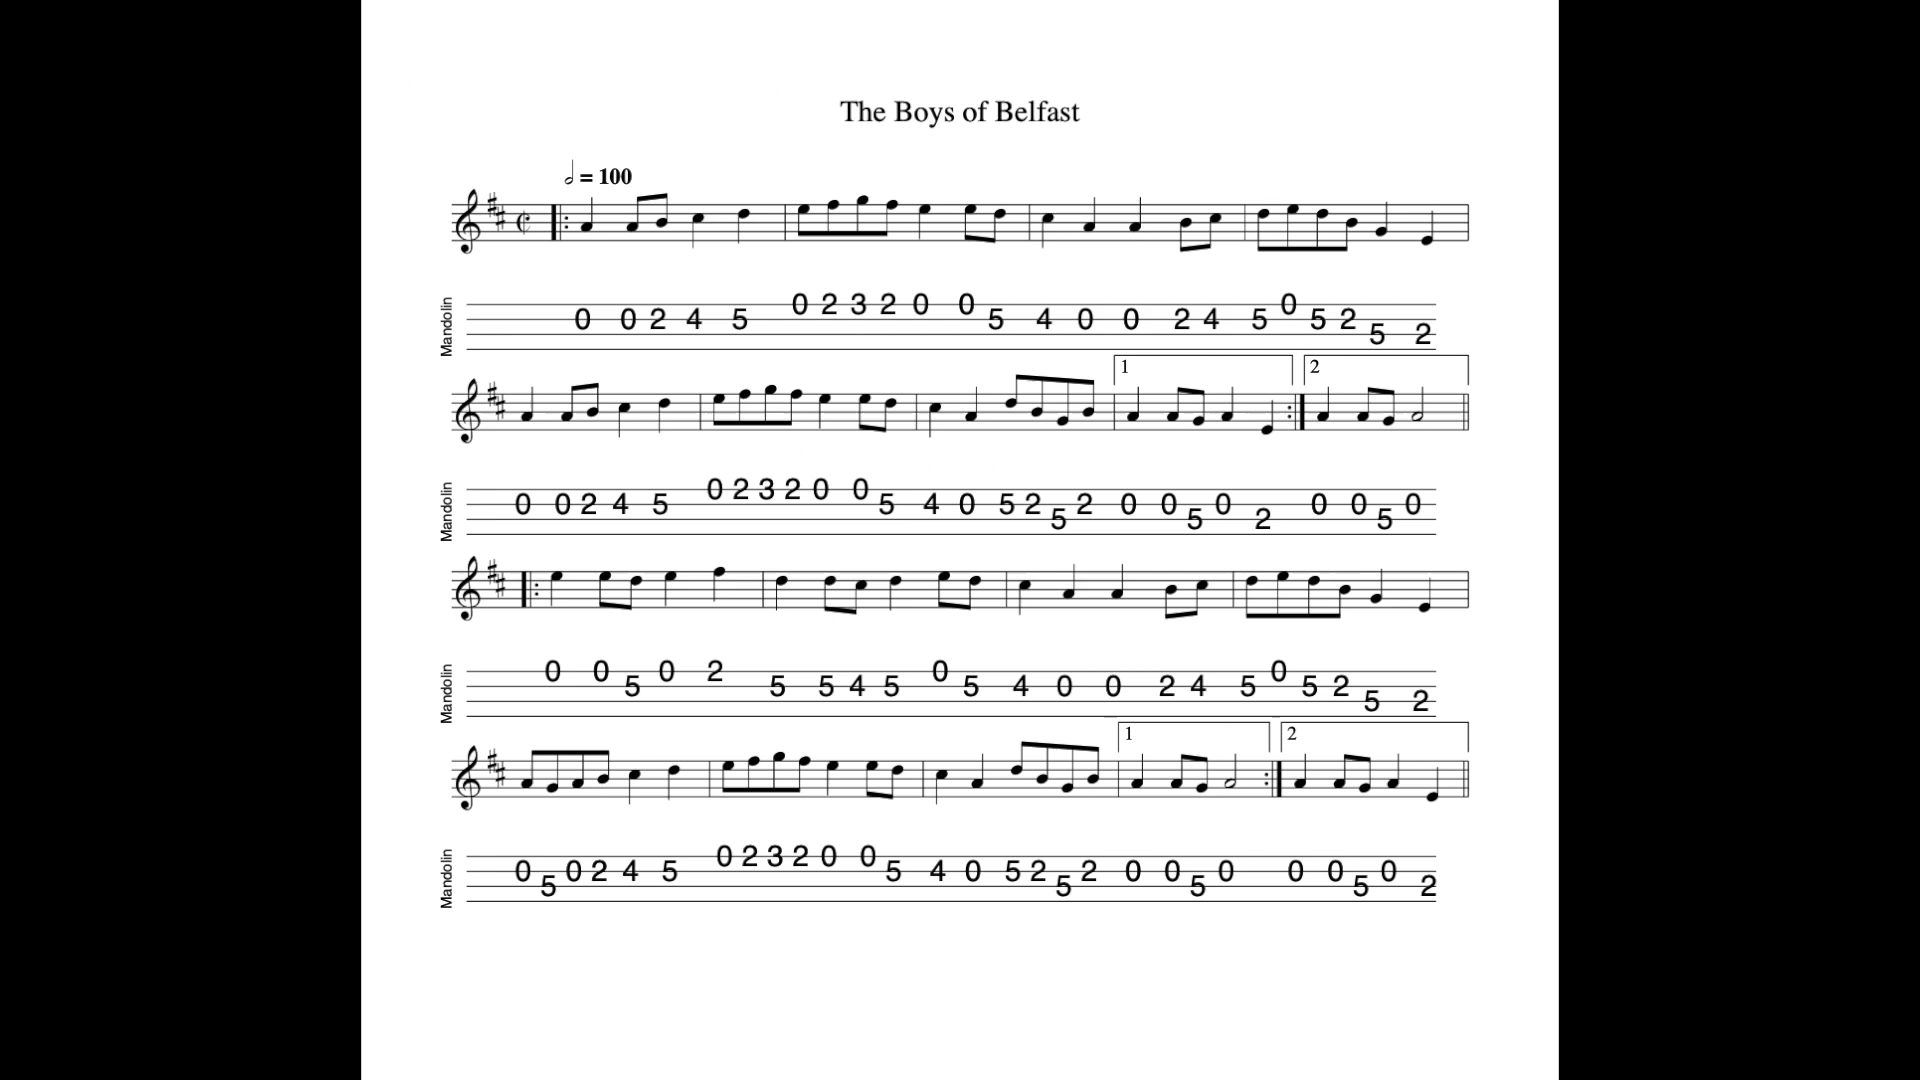 The Boys of Belfast
= 100
Mandolin
0 0 2 4 5 0 2 3 2 0 0 5 4 0 0 2 4 5 0 5 2 5 2
1 2
Mandolin
0 0 2 4 5 0 2 3 2 0 0 5 4 0 5 2 5 2 0 0 5 0 2 0 0 5 0
Mandolin
0 0 5 0 2 5 5 4 5 0 5 4 0 0 2 4 5 0 5 2 5 2
1 2
Mandolin
0 5 0 2 4 5 0 2 3 2 0 0 5 4 0 5 2 5 2 0 0 5 0 0 0 5 0 2